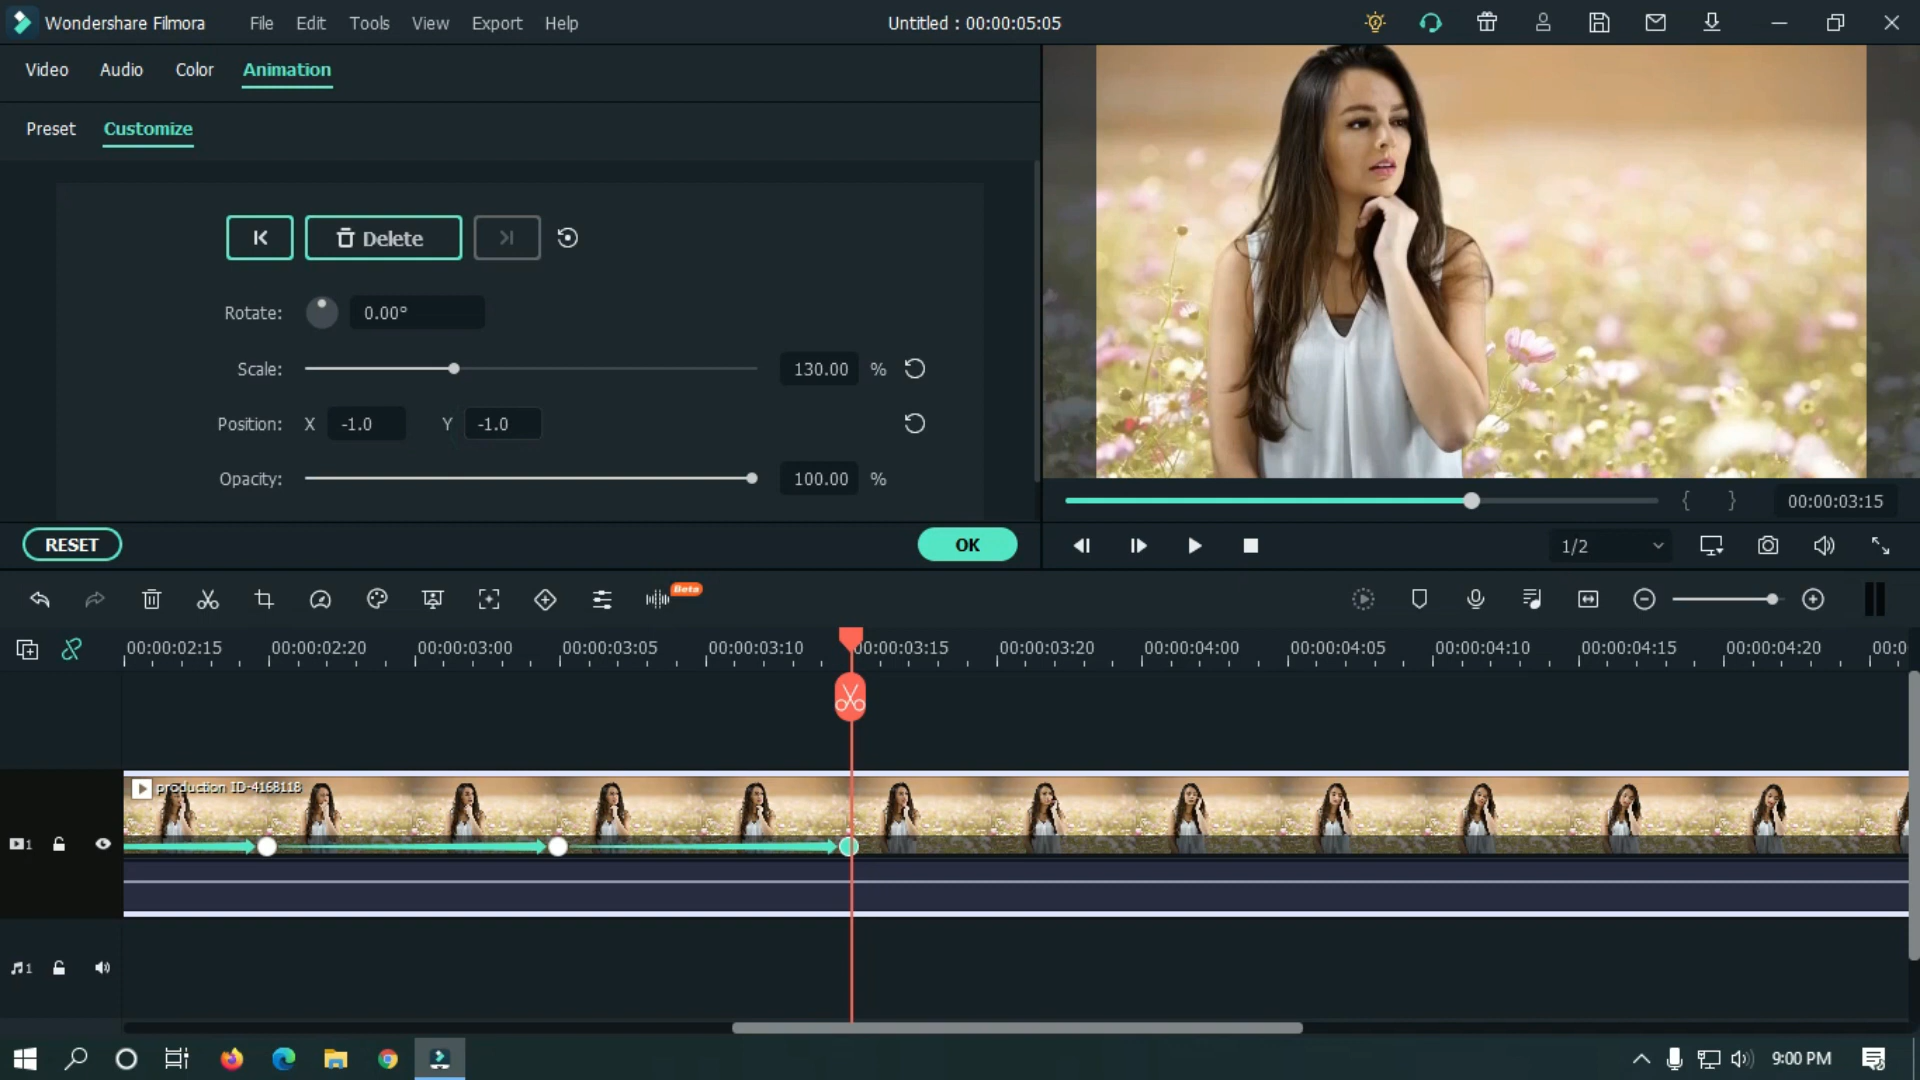 Wondershare Filmora File Edit Tools View Export Help Untitled : 00:00:05:05
Video Audio Color Animation
Preset Customize
Delete
Rotate: 0.00°
Scale: 130.00 %
Position: X -1.0 Y -1.0
Opacity: 100.00 %
{ } 00:00:03:15
RESET OK
1/2
Beta
00:00:02:15 00:00:02:20 00:00:03:00 00:00:03:05 00:00:03:10 00:00:03:15 00:00:03:20 00:00:04:00 00:00:04:05 00:00:04:10 00:00:04:15 00:00:04:20 00:0
production ID-4168118
1
1
9:00 PM